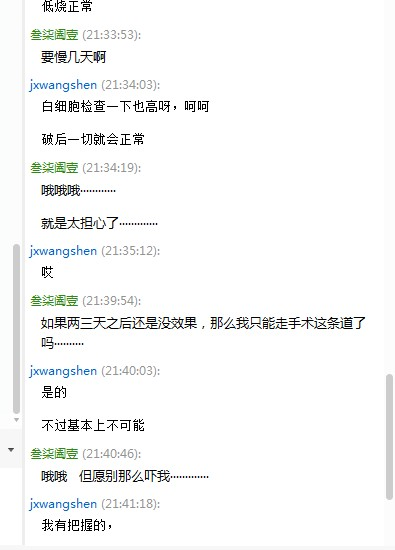 低烧正常
叁柒阖壹 (21:33:53):
要慢几天啊
jxwangshen (21:34:03):
白细胞检查一下也高呀，呵呵
破后一切就会正常
叁柒阖壹 (21:34:19):
哦哦哦············
就是太担心了·············
jxwangshen (21:35:12):
哎
叁柒阖壹 (21:39:54):
如果两三天之后还是没效果，那么我只能走手术这条道了
吗··········
jxwangshen (21:40:03):
是的
不过基本上不可能
叁柒阖壹 (21:40:46):
哦哦　但愿别那么吓我·············
jxwangshen (21:41:18):
我有把握的，